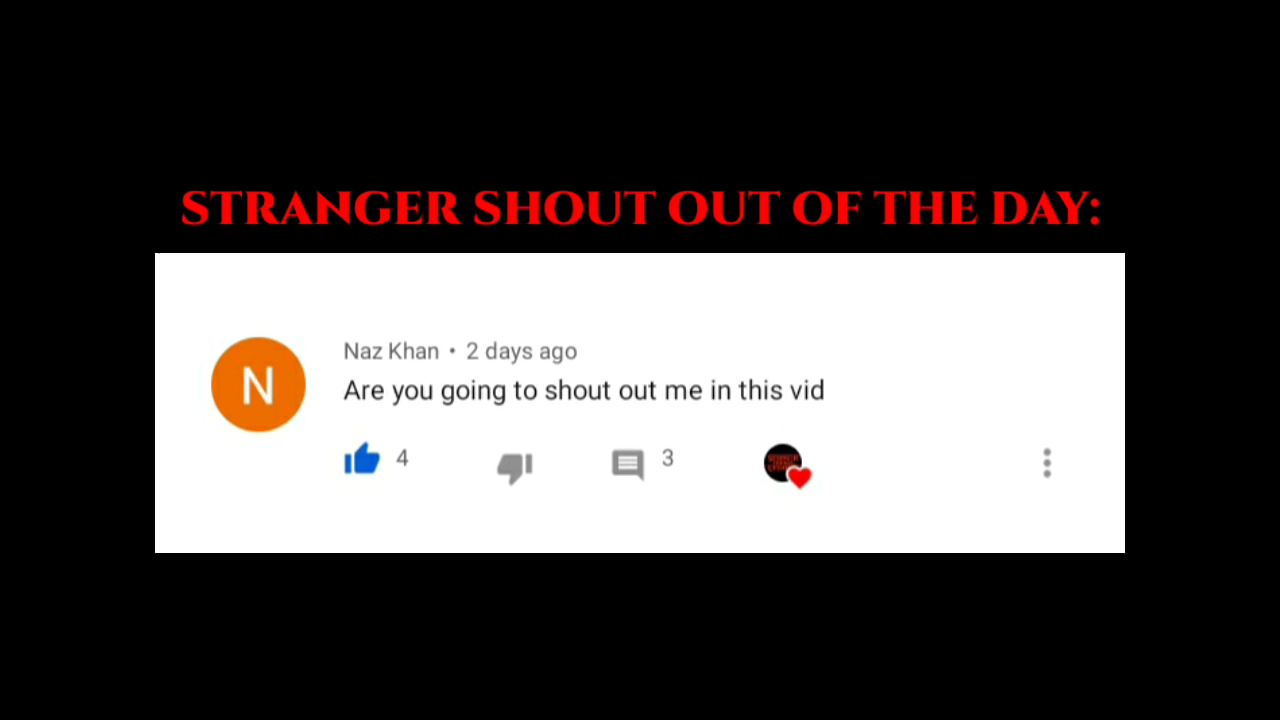 STRANGER SHOUT OUT OF THE DAY:
N
Naz Khan • 2 days ago
Are you going to shout out me in this vid
4 3